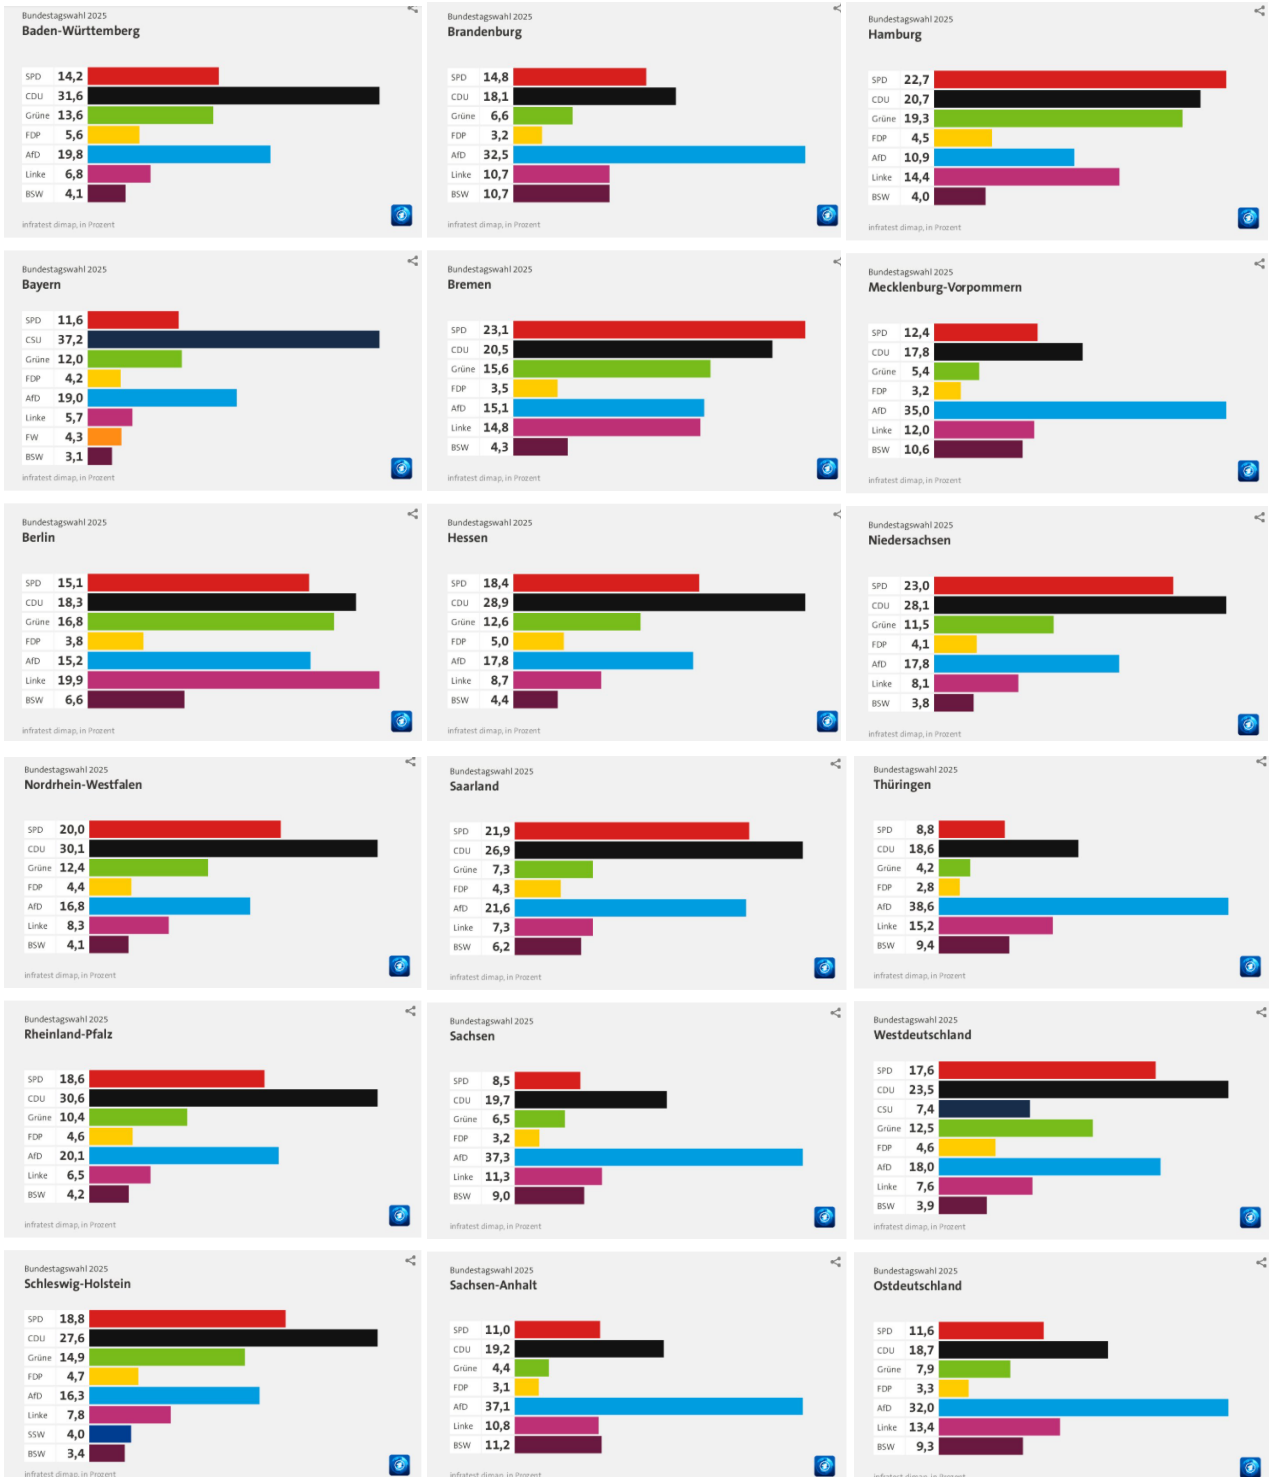 Bundestagswahl 2025
Baden-Württemberg
SPD 14,2
CDU 31,6
Grüne 13,6
FDP 5,6
AfD 19,8
Linke 6,8
BSW 4,1
infratest dimap, in Prozent
Bundestagswahl 2025
Brandenburg
SPD 14,8
CDU 18,1
Grüne 6,6
FDP 3,2
AfD 32,5
Linke 10,7
BSW 10,7
infratest dimap, in Prozent
Bundestagswahl 2025
Hamburg
SPD 22,7
CDU 20,7
Grüne 19,3
FDP 4,5
AfD 10,9
Linke 14,4
BSW 4,0
infratest dimap, in Prozent
Bundestagswahl 2025
Bayern
SPD 11,6
CSU 37,2
Grüne 12,0
FDP 4,2
AfD 19,0
Linke 5,7
FW 4,3
BSW 3,1
infratest dimap, in Prozent
Bundestagswahl 2025
Bremen
SPD 23,1
CDU 20,5
Grüne 15,6
FDP 3,5
AfD 15,1
Linke 14,8
BSW 4,3
infratest dimap, in Prozent
Bundestagswahl 2025
Mecklenburg-Vorpommern
SPD 12,4
CDU 17,8
Grüne 5,4
FDP 3,2
AfD 35,0
Linke 12,0
BSW 10,6
infratest dimap, in Prozent
Bundestagswahl 2025
Berlin
SPD 15,1
CDU 18,3
Grüne 16,8
FDP 3,8
AfD 15,2
Linke 19,9
BSW 6,6
infratest dimap, in Prozent
Bundestagswahl 2025
Hessen
SPD 18,4
CDU 28,9
Grüne 12,6
FDP 5,0
AfD 17,8
Linke 8,7
BSW 4,4
infratest dimap, in Prozent
Bundestagswahl 2025
Niedersachsen
SPD 23,0
CDU 28,1
Grüne 11,5
FDP 4,1
AfD 17,8
Linke 8,1
BSW 3,8
infratest dimap, in Prozent
Bundestagswahl 2025
Nordrhein-Westfalen
SPD 20,0
CDU 30,1
Grüne 12,4
FDP 4,4
AfD 16,8
Linke 8,3
BSW 4,1
infratest dimap, in Prozent
Bundestagswahl 2025
Saarland
SPD 21,9
CDU 26,9
Grüne 7,3
FDP 4,3
AfD 21,6
Linke 7,3
BSW 6,2
infratest dimap, in Prozent
Bundestagswahl 2025
Thüringen
SPD 8,8
CDU 18,6
Grüne 4,2
FDP 2,8
AfD 38,6
Linke 15,2
BSW 9,4
infratest dimap, in Prozent
Bundestagswahl 2025
Rheinland-Pfalz
SPD 18,6
CDU 30,6
Grüne 10,4
FDP 4,6
AfD 20,1
Linke 6,5
BSW 4,2
infratest dimap, in Prozent
Bundestagswahl 2025
Sachsen
SPD 8,5
CDU 19,7
Grüne 6,5
FDP 3,2
AfD 37,3
Linke 11,3
BSW 9,0
infratest dimap, in Prozent
Bundestagswahl 2025
Westdeutschland
SPD 17,6
CDU 23,5
CSU 7,4
Grüne 12,5
FDP 4,6
AfD 18,0
Linke 7,6
BSW 3,9
infratest dimap, in Prozent
Bundestagswahl 2025
Schleswig-Holstein
SPD 18,8
CDU 27,6
Grüne 14,9
FDP 4,7
AfD 16,3
Linke 7,8
SSW 4,0
BSW 3,4
infratest dimap, in Prozent
Bundestagswahl 2025
Sachsen-Anhalt
SPD 11,0
CDU 19,2
Grüne 4,4
FDP 3,1
AfD 37,1
Linke 10,8
BSW 11,2
infratest dimap, in Prozent
Bundestagswahl 2025
Ostdeutschland
SPD 11,6
CDU 18,7
Grüne 7,9
FDP 3,3
AfD 32,0
Linke 13,4
BSW 9,3
infratest dimap, in Prozent